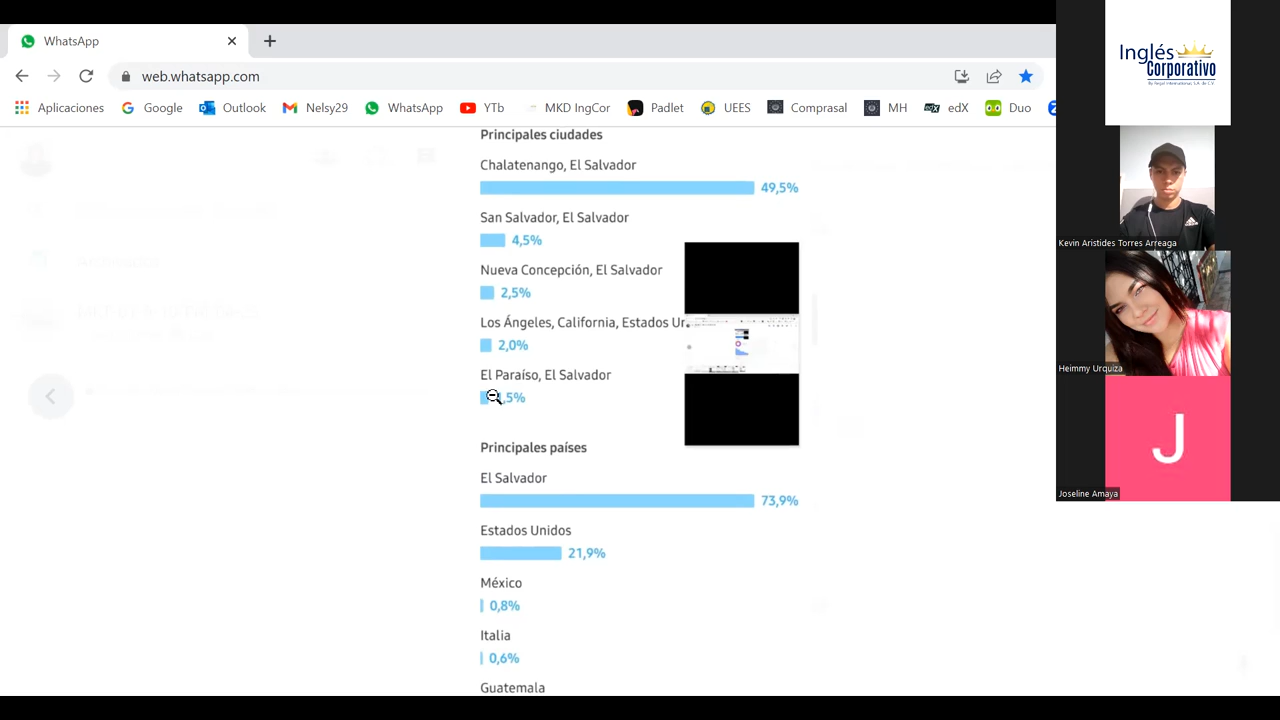 WhatsApp
web.whatsapp.com
Aplicaciones
Google
Outlook
Nelsy29
WhatsApp
YTb
MKD IngCor
Padlet
UEES
Comprasal
MH
edX
Duo
Principales ciudades
Chalatenango, El Salvador
49,5%
San Salvador, El Salvador
4,5%
Nueva Concepción, El Salvador
2,5%
Los Ángeles, California, Estados
2,0%
El Paraíso, El Salvador
,5%
Principales países
El Salvador
73,9%
Estados Unidos
21,9%
México
0,8%
Italia
0,6%
Guatemala
Inglés
Corporativo
Kevin Aristides Torres Arreaga
Heimmy Urquiza
J
Joseline Amaya